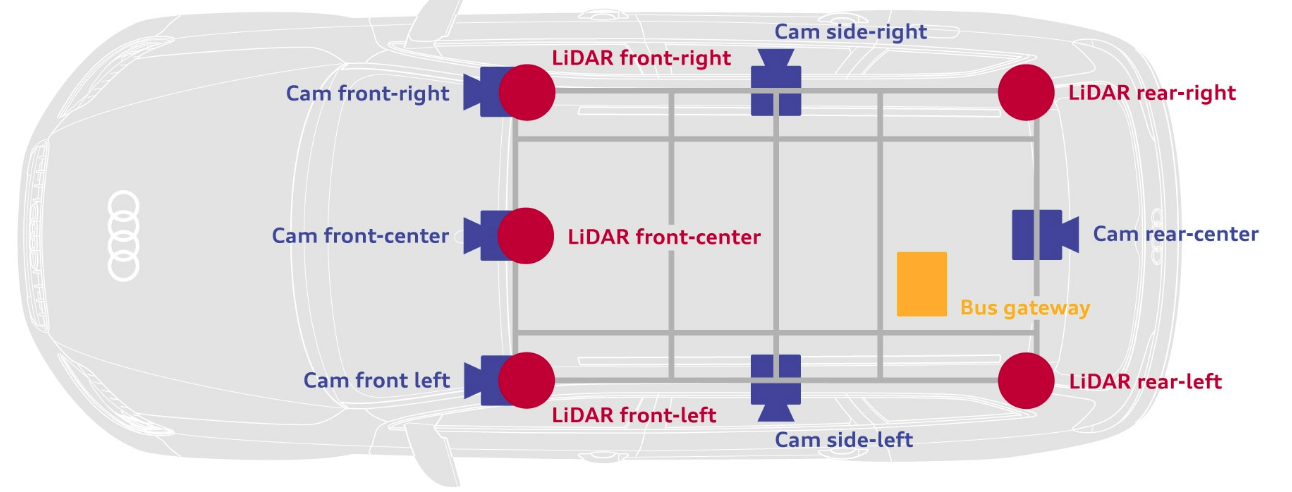 Cam side-right
LiDAR front-right
Cam front-right
LiDAR rear-right
Cam front-center
LiDAR front-center
Cam rear-center
Bus gateway
Cam front left
LiDAR rear-left
LiDAR front-left
Cam side-left